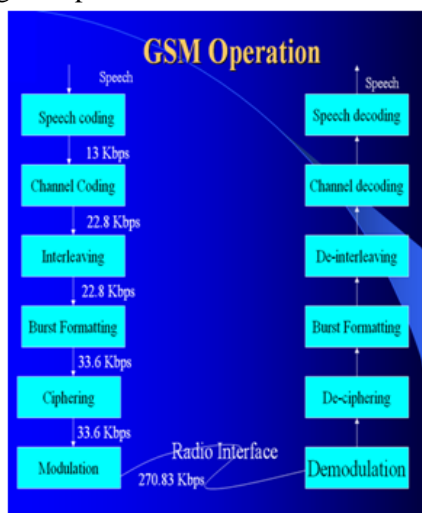 GSM Operation
Speech
Speech coding
13 Kbps
Channel Coding
22.8 Kbps
Interleaving
22.8 Kbps
Burst Formatting
33.6 Kbps
Ciphering
33.6 Kbps
Modulation
270.83 Kbps
Radio Interface
Speech
Speech decoding
Channel decoding
De-interleaving
Burst Formatting
De-ciphering
Demodulation